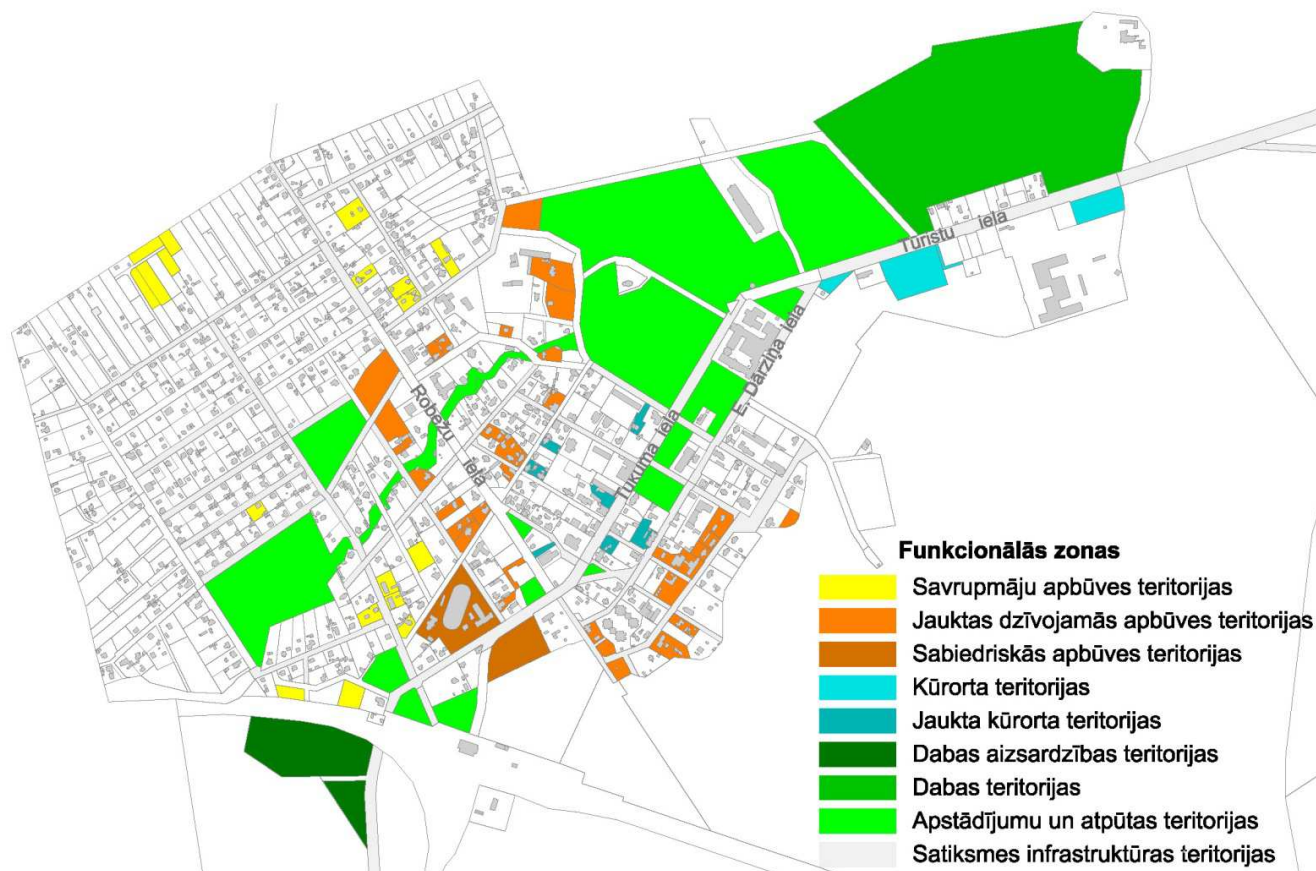 Tūristu iela
E. Dārziņa iela
Tukuma iela
Robežu iela
Funkcionālās zonas
Savrupmāju apbūves teritorijas
Jauktas dzīvojamās apbūves teritorijas
Sabiedriskās apbūves teritorijas
Kūrorta teritorijas
Jaukta kūrorta teritorijas
Dabas aizsardzības teritorijas
Dabas teritorijas
Apstādījumu un atpūtas teritorijas
Satiksmes infrastruktūras teritorijas